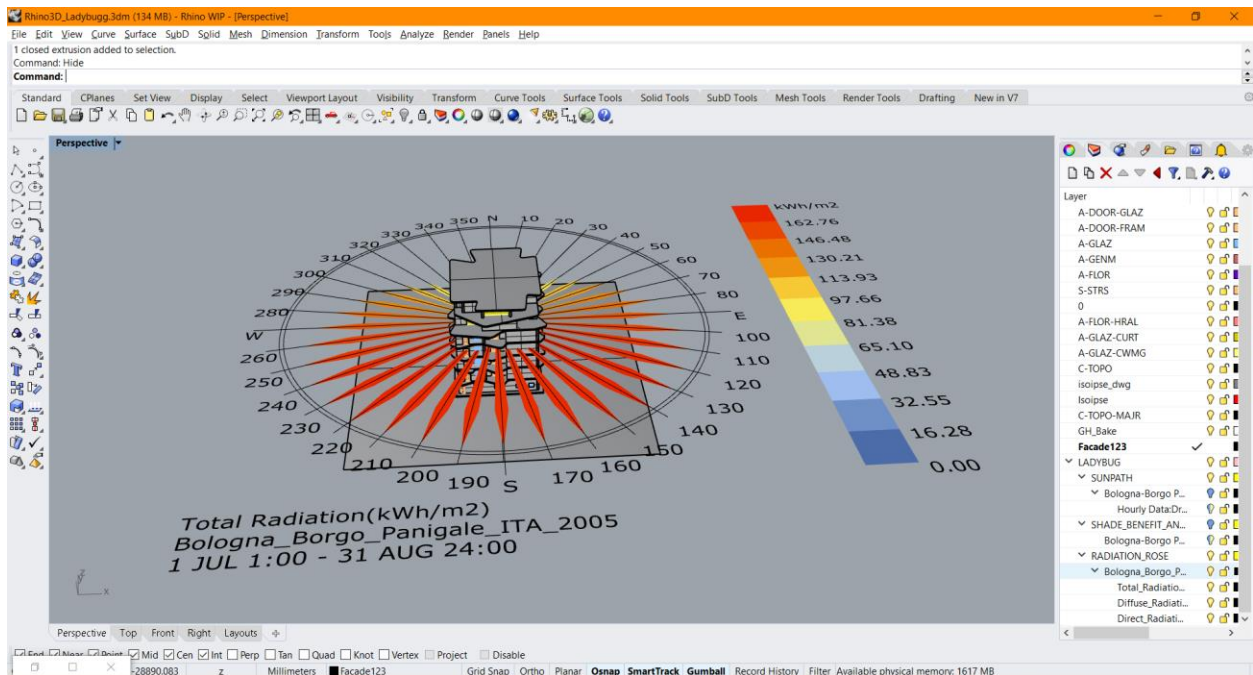 Rhino3D_Ladybugg.3dm (134 MB) - Rhino WIP - [Perspective]
File Edit View Curve Surface SubD Solid Mesh Dimension Transform Tools Analyze Render Panels Help
1 closed extrusion added to selection.
Command: Hide
Command:
Standard CPlanes Set View Display Select Viewport Layout Visibility Transform Curve Tools Surface Tools Solid Tools SubD Tools Mesh Tools Render Tools Drafting New in V7
Perspective
N 10 20 30 40 50 60 70 80 E 100 110 120 130 140 150 160 170 S 190 200 210 220 230 240 250 260 W 280 290 300 310 320 330 340 350
kWh/m2
162.76
146.48
130.21
113.93
97.66
81.38
65.10
48.83
32.55
16.28
0.00
Total Radiation(kWh/m2)
Bologna_Borgo_Panigale_ITA_2005
1 JUL 1:00 - 31 AUG 24:00
z
x
Layer
A-DOOR-GLAZ
A-DOOR-FRAM
A-GLAZ
A-GENM
A-FLOR
S-STRS
0
A-FLOR-HRAL
A-GLAZ-CURT
A-GLAZ-CWMG
C-TOPO
isoipse_dwg
Isoipse
C-TOPO-MAJR
GH_Bake
Facade123
LADYBUG
SUNPATH
Bologna-Borgo P...
Hourly Data:Dr...
SHADE_BENEFIT_AN...
Bologna-Borgo P...
RADIATION_ROSE
Bologna_Borgo_P...
Total_Radiatio...
Diffuse_Radiati...
Direct_Radiati...
Perspective Top Front Right Layouts
End Near Point Mid Cen Int Perp Tan Quad Knot Vertex Project Disable
-28890.083 z Millimeters Facade123 Grid Snap Ortho Planar Osnap SmartTrack Gumball Record History Filter Available physical memory: 1617 MB